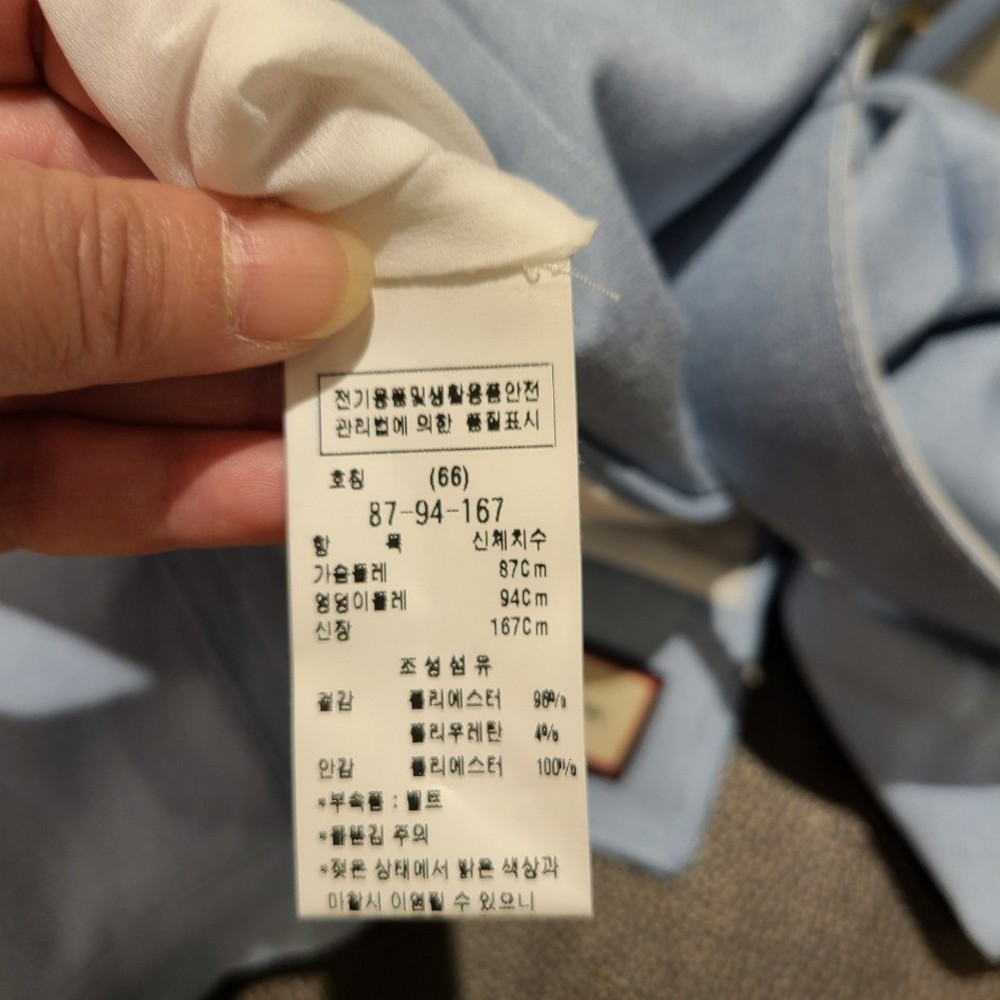 전기용품및생활용품안전
관리법에 의한 품질표시
호칭 (66)
87-94-167
항 목 신체치수
가슴둘레 87Cm
엉덩이둘레 94Cm
신장 167Cm
조성섬유
겉감 폴리에스터 96%
폴리우레탄 4%
안감 폴리에스터 100%
*부속품 : 벨트
*올뜯김 주의
*젖은 상태에서 밝은 색상과
마찰시 이염될 수 있으니